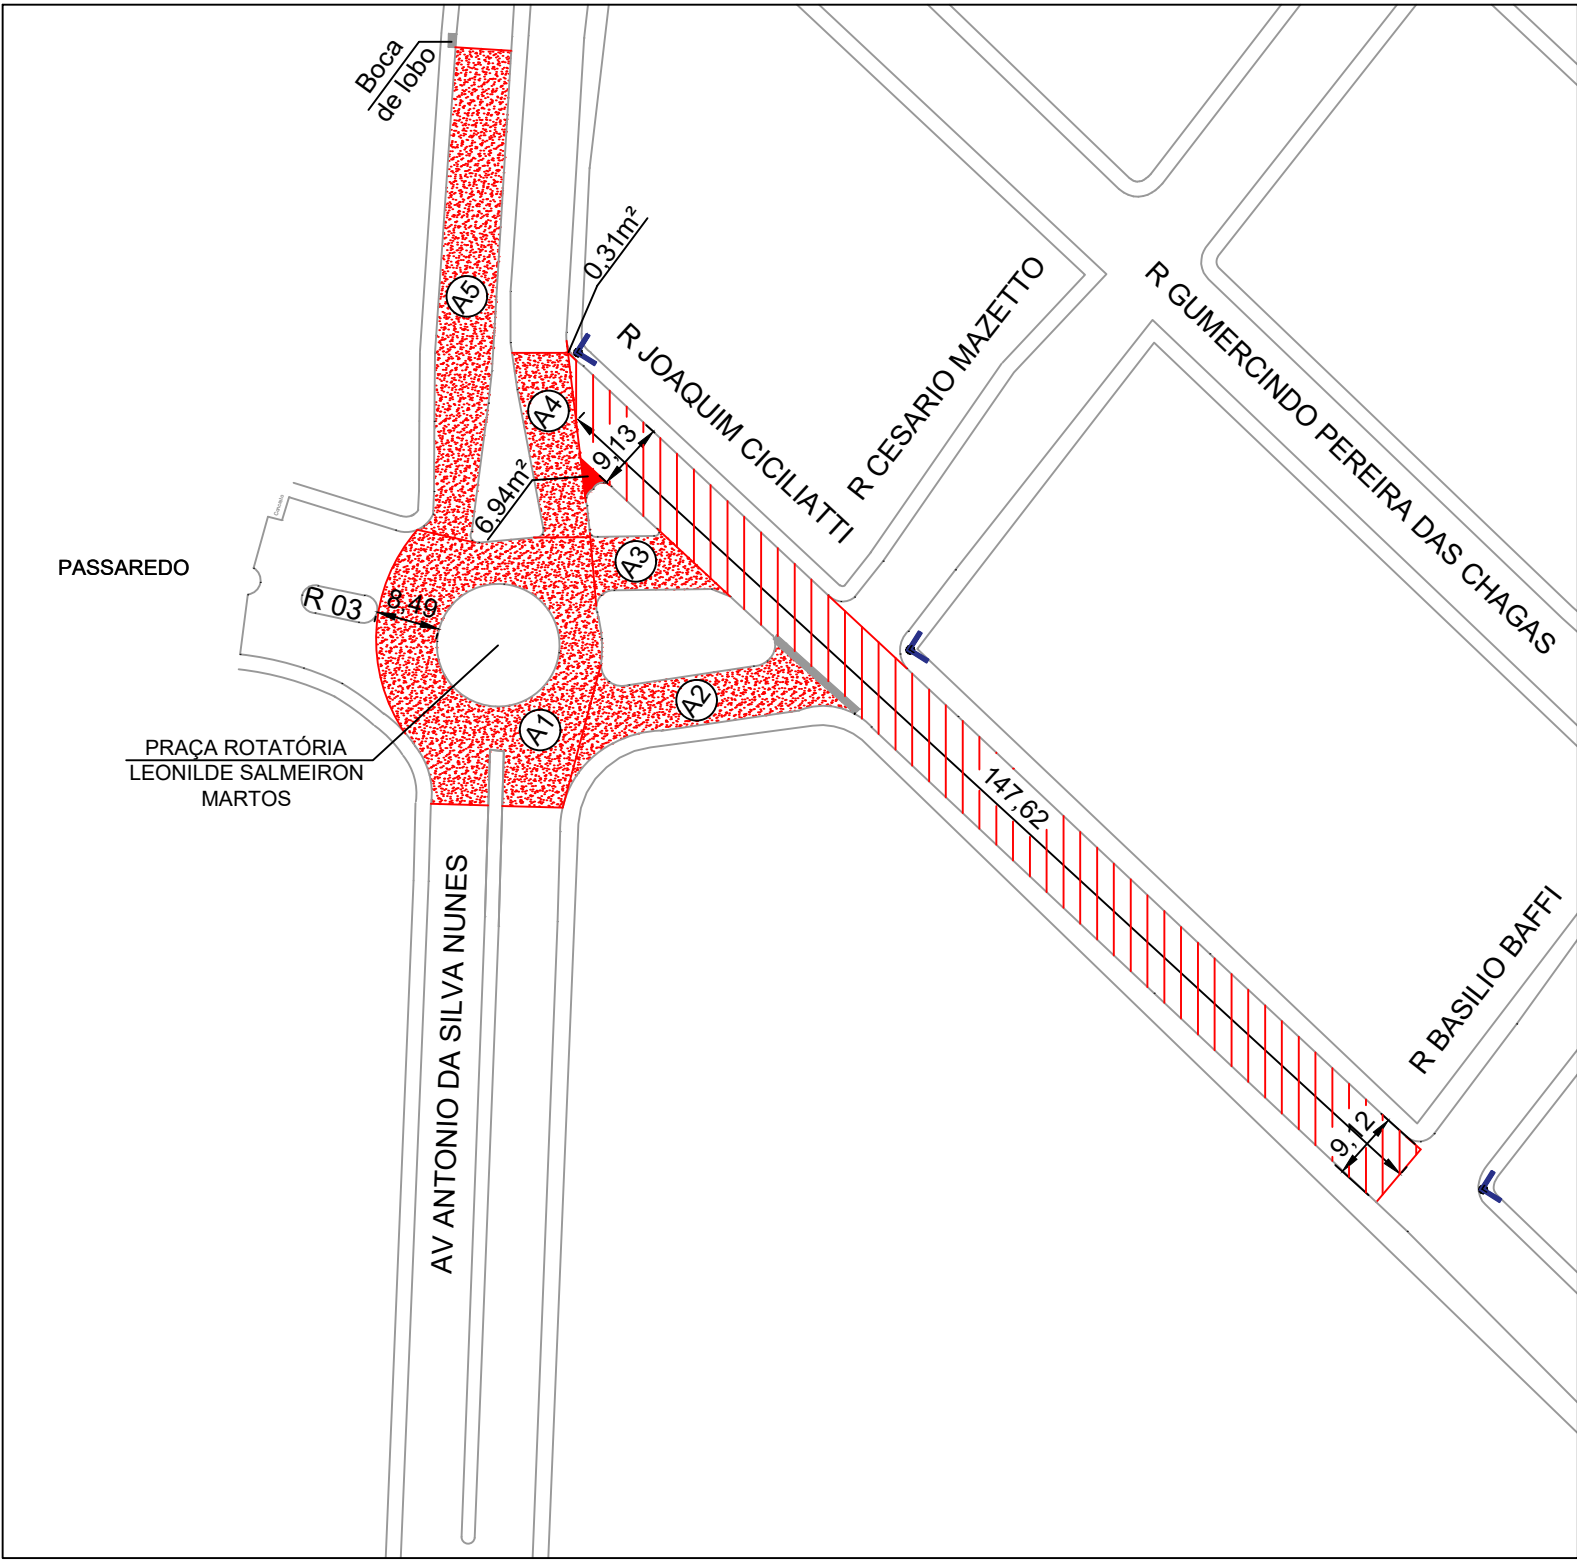 Boca
de lobo
0,31m²
A5
R JOAQUIM CICILIATTI
R CESARIO MAZETTO
R GUMERCINDO PEREIRA DAS CHAGAS
A4
9,13
6,94m²
A3
PASSAREDO
R 03
8,49
A2
A1
PRAÇA ROTATÓRIA
LEONILDE SALMEIRON
MARTOS
147,62
AV ANTONIO DA SILVA NUNES
R BASILIO BAFFI
9,12